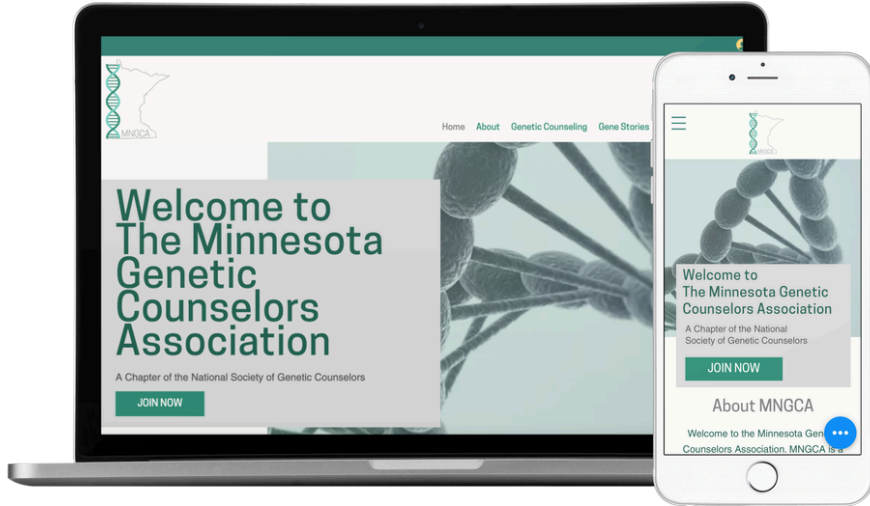 MNGCA
Home About Genetic Counseling Gene Stories
Welcome to
The Minnesota
Genetic
Counselors
Association
A Chapter of the National Society of Genetic Counselors
JOIN NOW
MNGCA
Welcome to
The Minnesota Genetic
Counselors Association
A Chapter of the National
Society of Genetic Counselors
JOIN NOW
About MNGCA
Welcome to the Minnesota Gen
Counselors Association. MNGCA is a